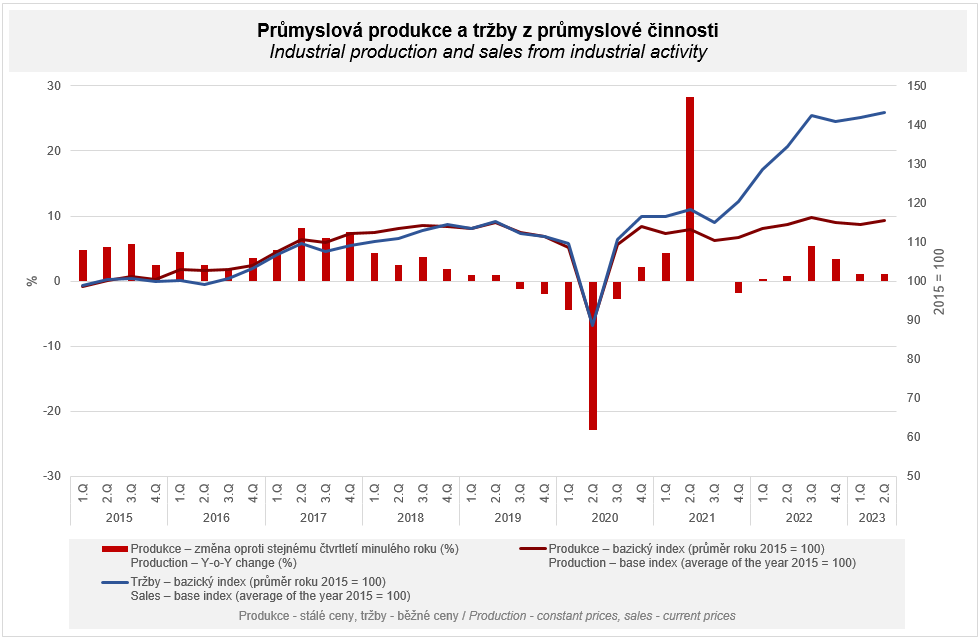 Průmyslová produkce a tržby z průmyslové činnosti
Industrial production and sales from industrial activity
30
20
10
0
-10
-20
-30
%
150
140
130
120
110
100
90
80
70
60
50
2015 = 100
1.Q 2.Q 3.Q 4.Q 1.Q 2.Q 3.Q 4.Q 1.Q 2.Q 3.Q 4.Q 1.Q 2.Q 3.Q 4.Q 1.Q 2.Q 3.Q 4.Q 1.Q 2.Q 3.Q 4.Q 1.Q 2.Q 3.Q 4.Q 1.Q 2.Q 3.Q 4.Q 1.Q 2.Q
2015 2016 2017 2018 2019 2020 2021 2022 2023
Produkce – změna oproti stejnému čtvrtletí minulého roku (%)
Production – Y-o-Y change (%)
Produkce – bazický index (průměr roku 2015 = 100)
Production – base index (average of the year 2015 = 100)
Tržby – bazický index (průměr roku 2015 = 100)
Sales – base index (average of the year 2015 = 100)
Produkce - stálé ceny, tržby - běžné ceny / Production - constant prices, sales - current prices